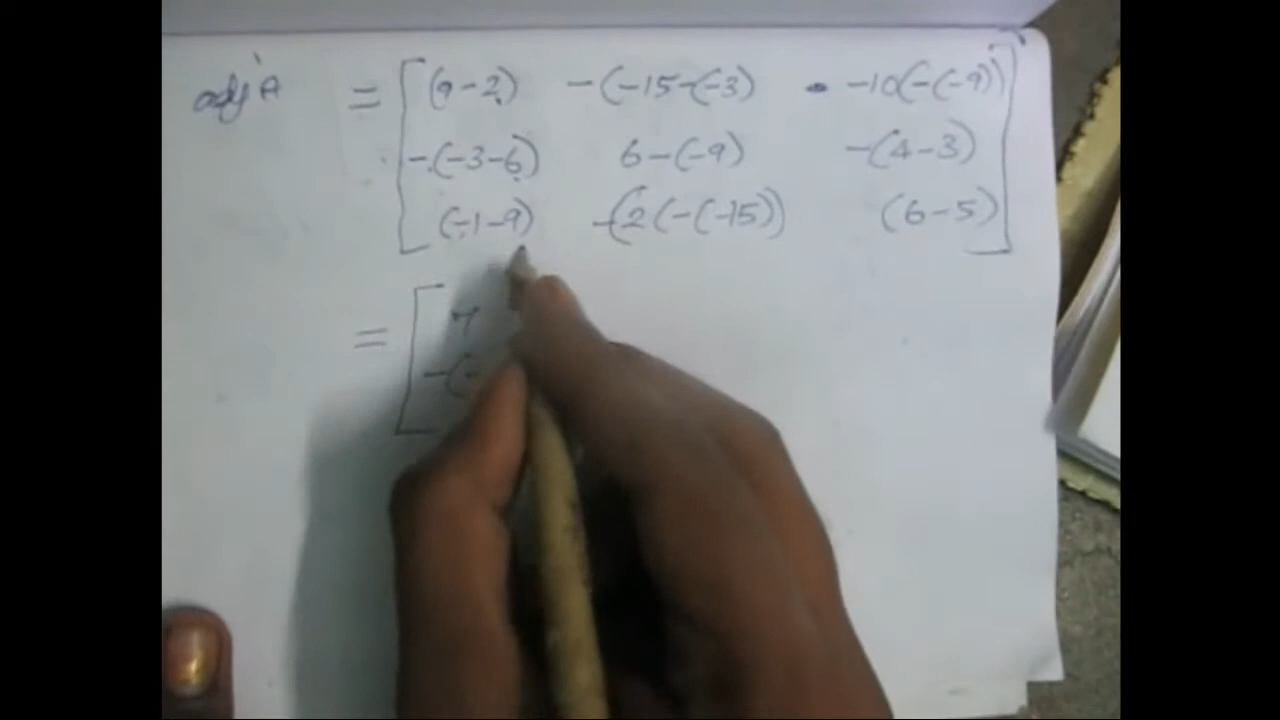 adj A = [ (9-2) -(-15-(-3) -10(-(-9)) ]
-(-3-6) 6-(-9) -(4-3)
(-1-9) -(2(-(-15)) (6-5)
= [ 7
-(-